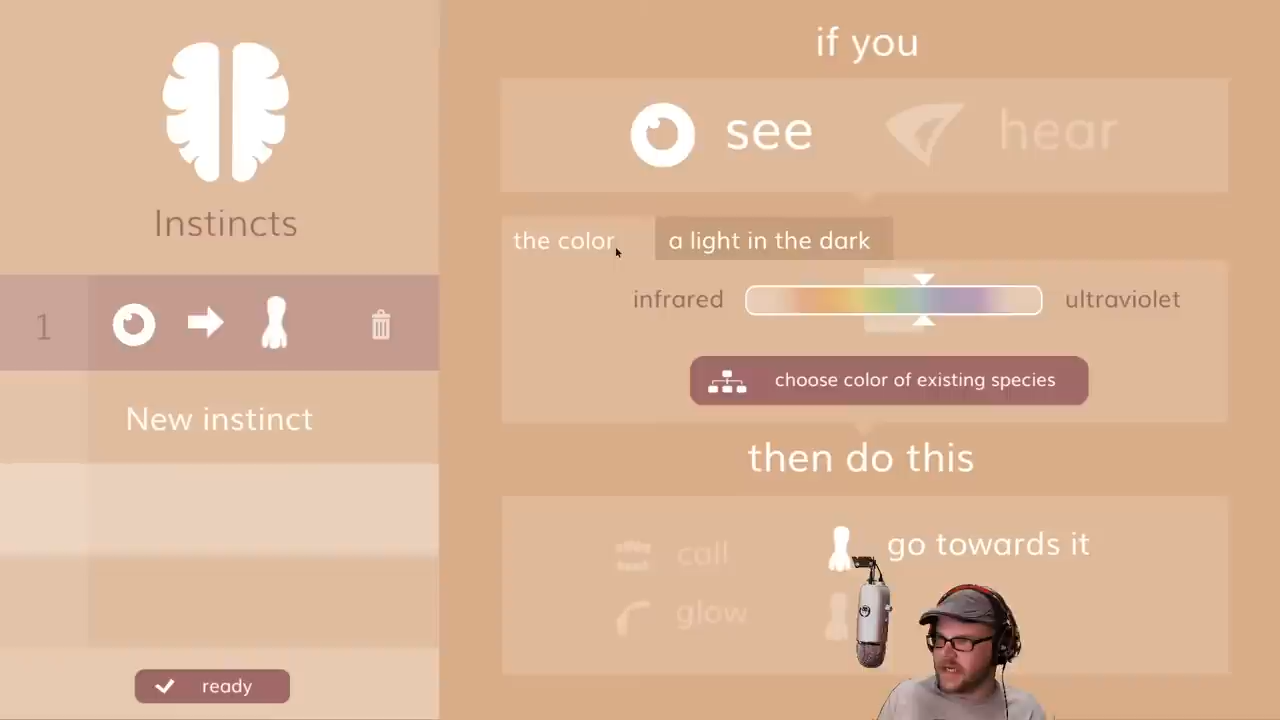 if you
see
hear
Instincts
the color
a light in the dark
infrared
ultraviolet
1
choose color of existing species
New instinct
then do this
call
go towards it
glow
ready